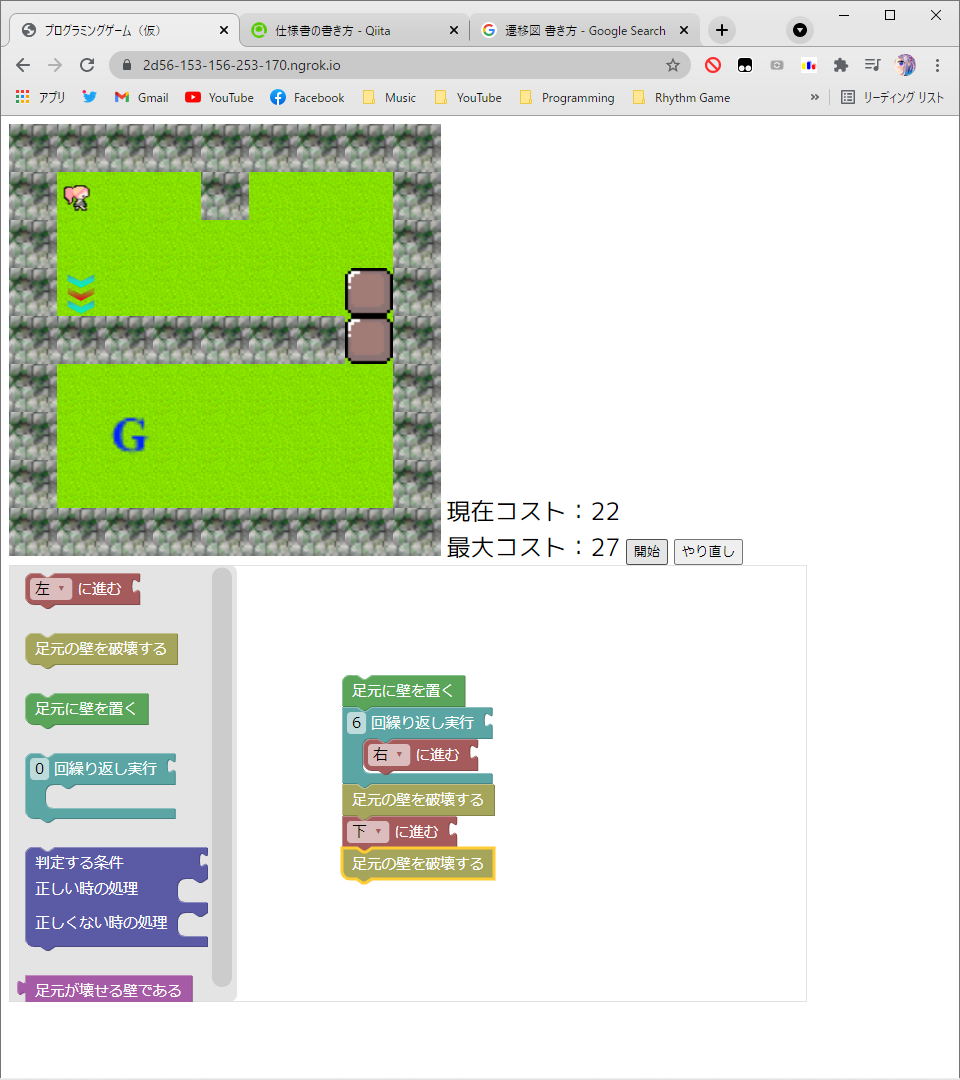 プログラミングゲーム（仮）
仕様書の書き方 - Qiita
遷移図 書き方 - Google Search
2d56-153-156-253-170.ngrok.io
アプリ
Gmail
YouTube
Facebook
Music
YouTube
Programming
Rhythm Game
»
リーディング リスト
G
現在コスト：22
最大コスト：27
開始
やり直し
左 に進む
足元の壁を破壊する
足元に壁を置く
0 回繰り返し実行
判定する条件
正しい時の処理
正しくない時の処理
足元が壊せる壁である
足元に壁を置く
6 回繰り返し実行
右 に進む
足元の壁を破壊する
下 に進む
足元の壁を破壊する